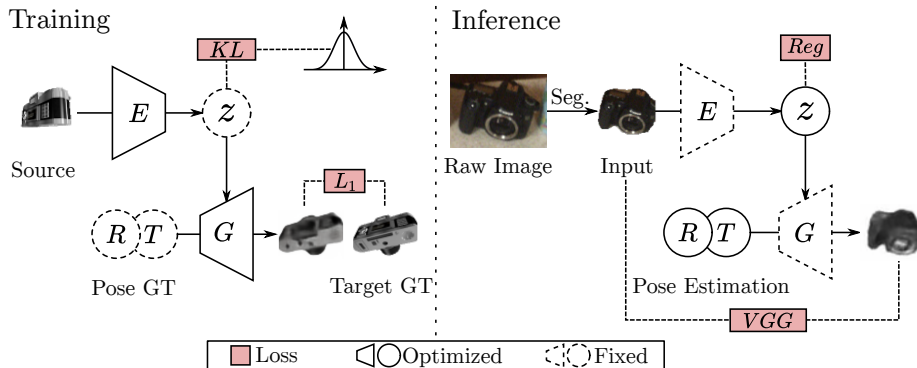 Training
Inference
KL
Reg
E
z
Seg.
E
z
Source
Raw Image
Input
L1
R T
G
R T
G
Pose GT
Target GT
Pose Estimation
VGG
Loss
Optimized
Fixed